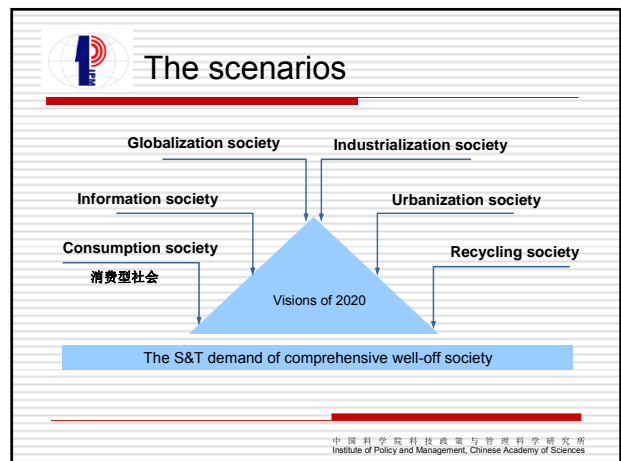 IPM
The scenarios
Globalization society
Industrialization society
Information society
Urbanization society
Consumption society
消费型社会
Recycling society
Visions of 2020
The S&T demand of comprehensive well-off society
中国科学院科技政策与管理科学研究所
Institute of Policy and Management, Chinese Academy of Sciences